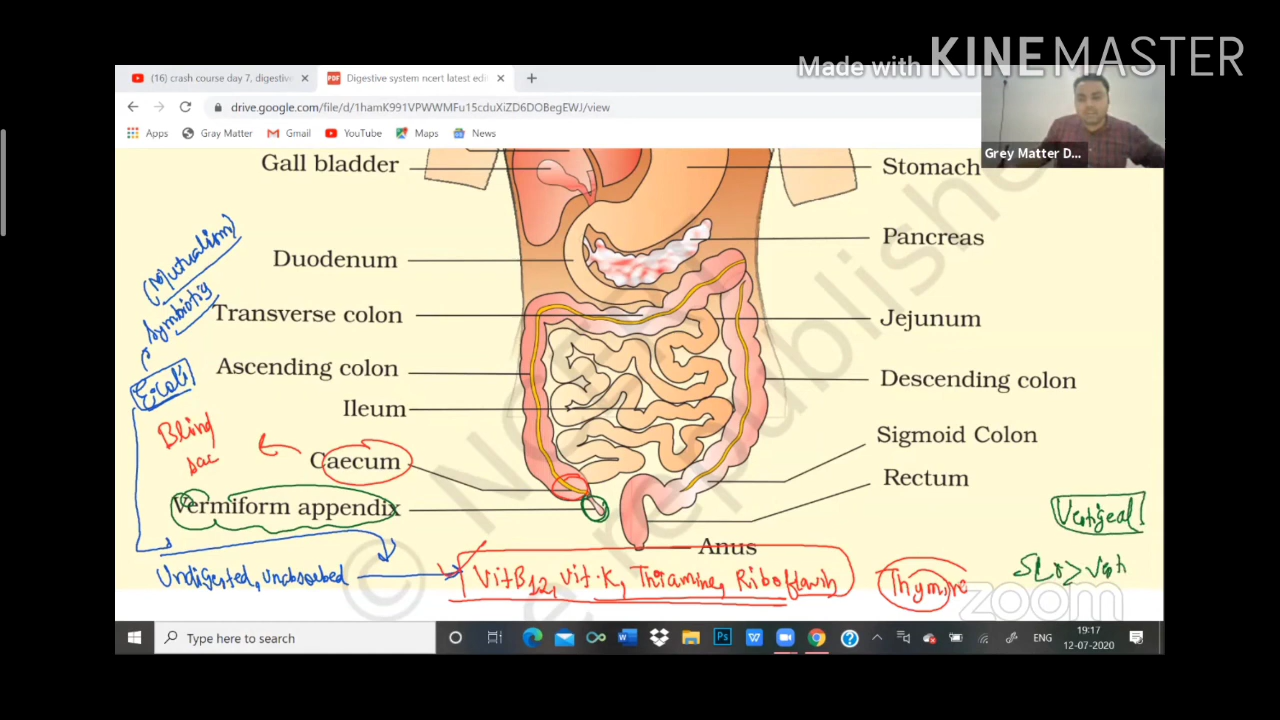 Made with KINEMASTER
(16) crash course day 7, digestive
Digestive system ncert latest edi
drive.google.com/file/d/1hamK991VPWWMFu15cduXiZD6DOBegEWJ/view
Apps Gray Matter Gmail YouTube Maps News
Grey Matter D...
Gall bladder
Stomach
Pancreas
Duodenum
(Mutualism)
Symbiotic
Transverse colon
Jejunum
Ascending colon
Descending colon
E.coli
Ileum
Blind
sac
Sigmoid Colon
Caecum
Rectum
Vermiform appendix
Vestigeal
Anus
Undigested, unabsorbed
Vit B12, Vit.K, Thiamine, Riboflavin
Thymine
zoom
Type here to search
ENG
19:17
12-07-2020